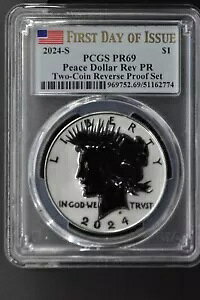 FIRST DAY OF ISSUE
2024-S $1
PCGS PR69
Peace Dollar Rev PR
Two-Coin Reverse Proof Set
969752.69/51162774
LIBERTY
IN GOD WE TRUST
2024